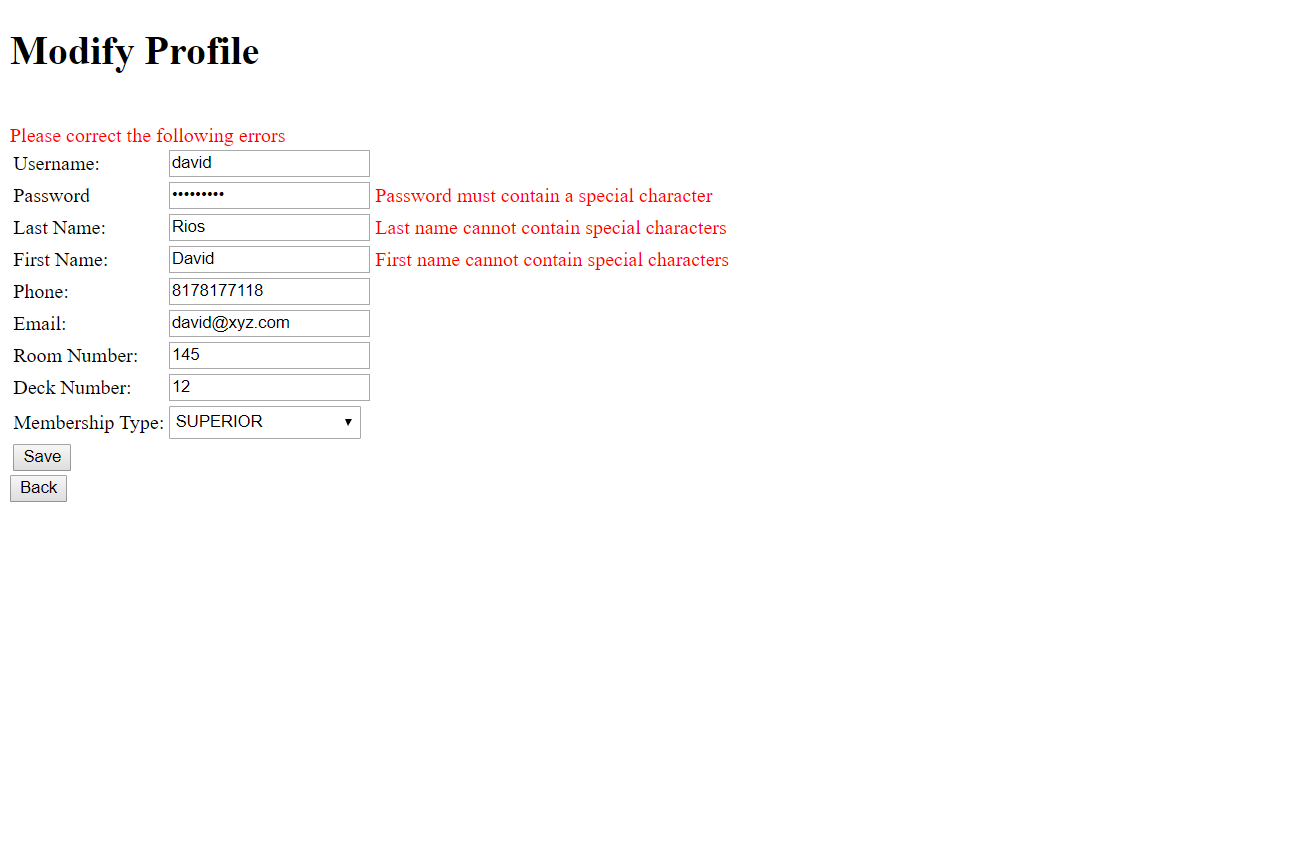 Modify Profile
Please correct the following errors
Username: david
Password ••••••••• Password must contain a special character
Last Name: Rios Last name cannot contain special characters
First Name: David First name cannot contain special characters
Phone: 8178177118
Email: david@xyz.com
Room Number: 145
Deck Number: 12
Membership Type: SUPERIOR
Save
Back